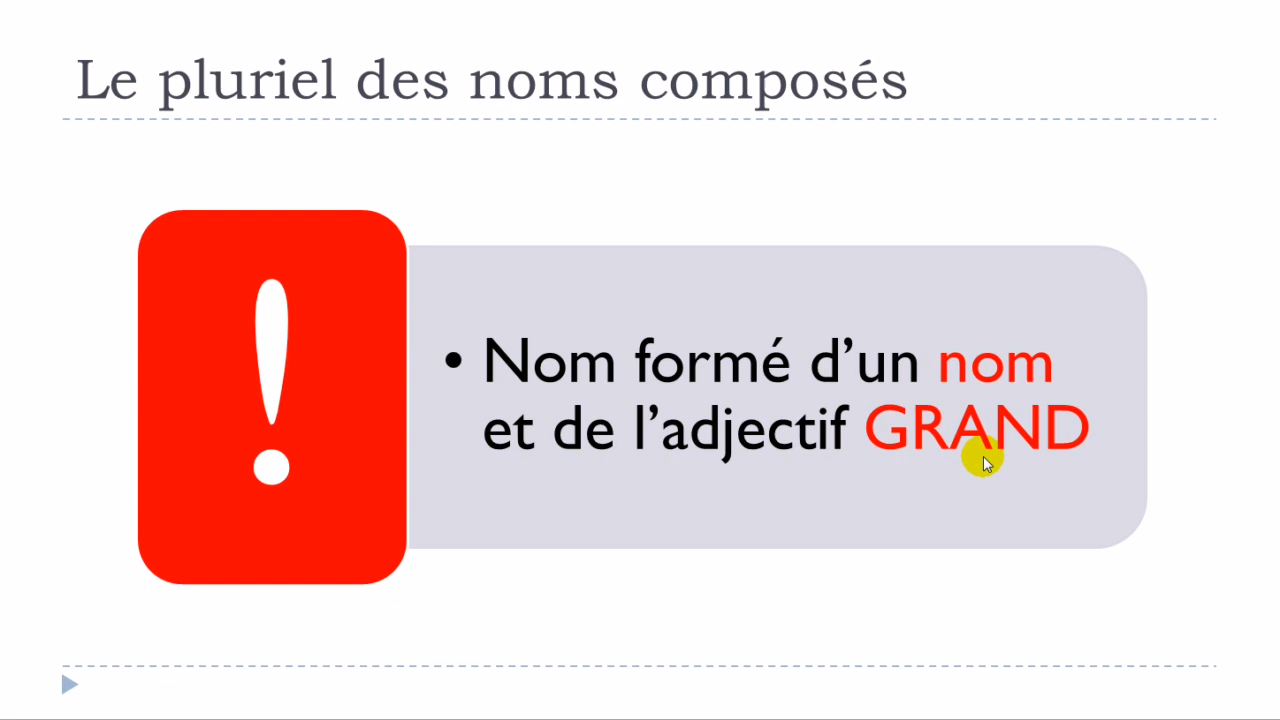 Le pluriel des noms composés
!
• Nom formé d’un nom
et de l’adjectif GRAND